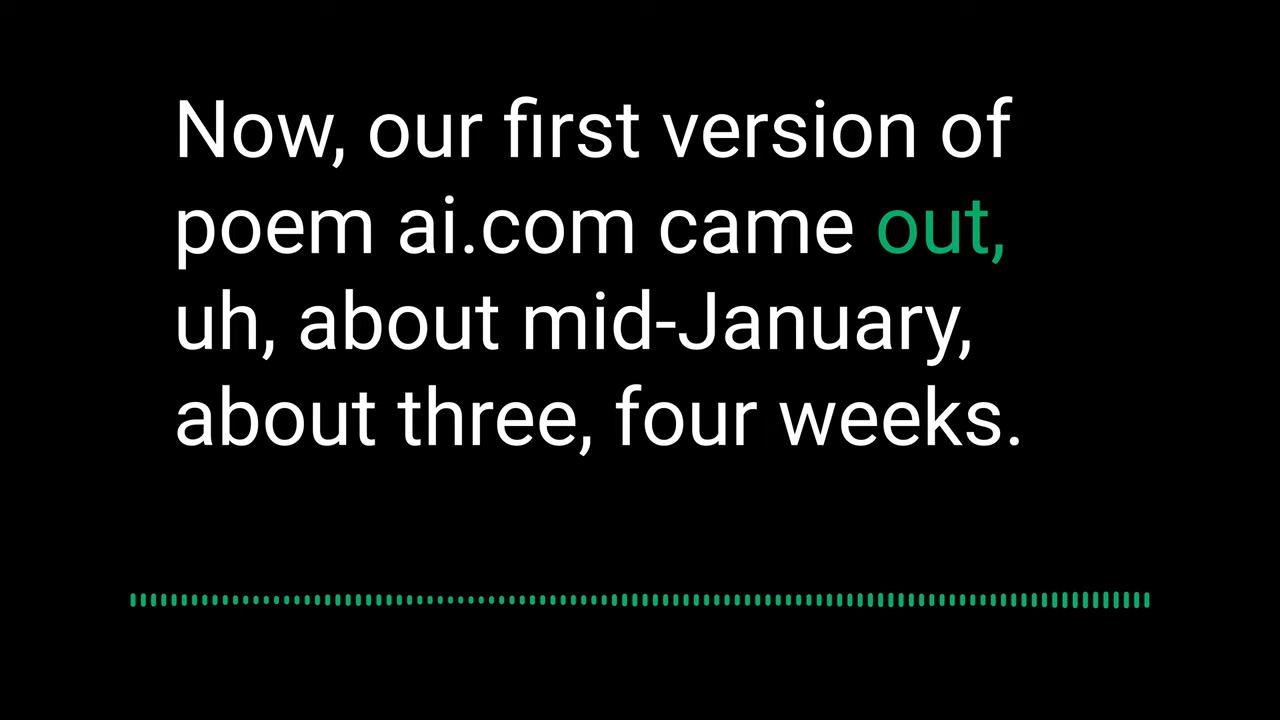 Now, our first version of
poem ai.com came out,
uh, about mid-January,
about three, four weeks.